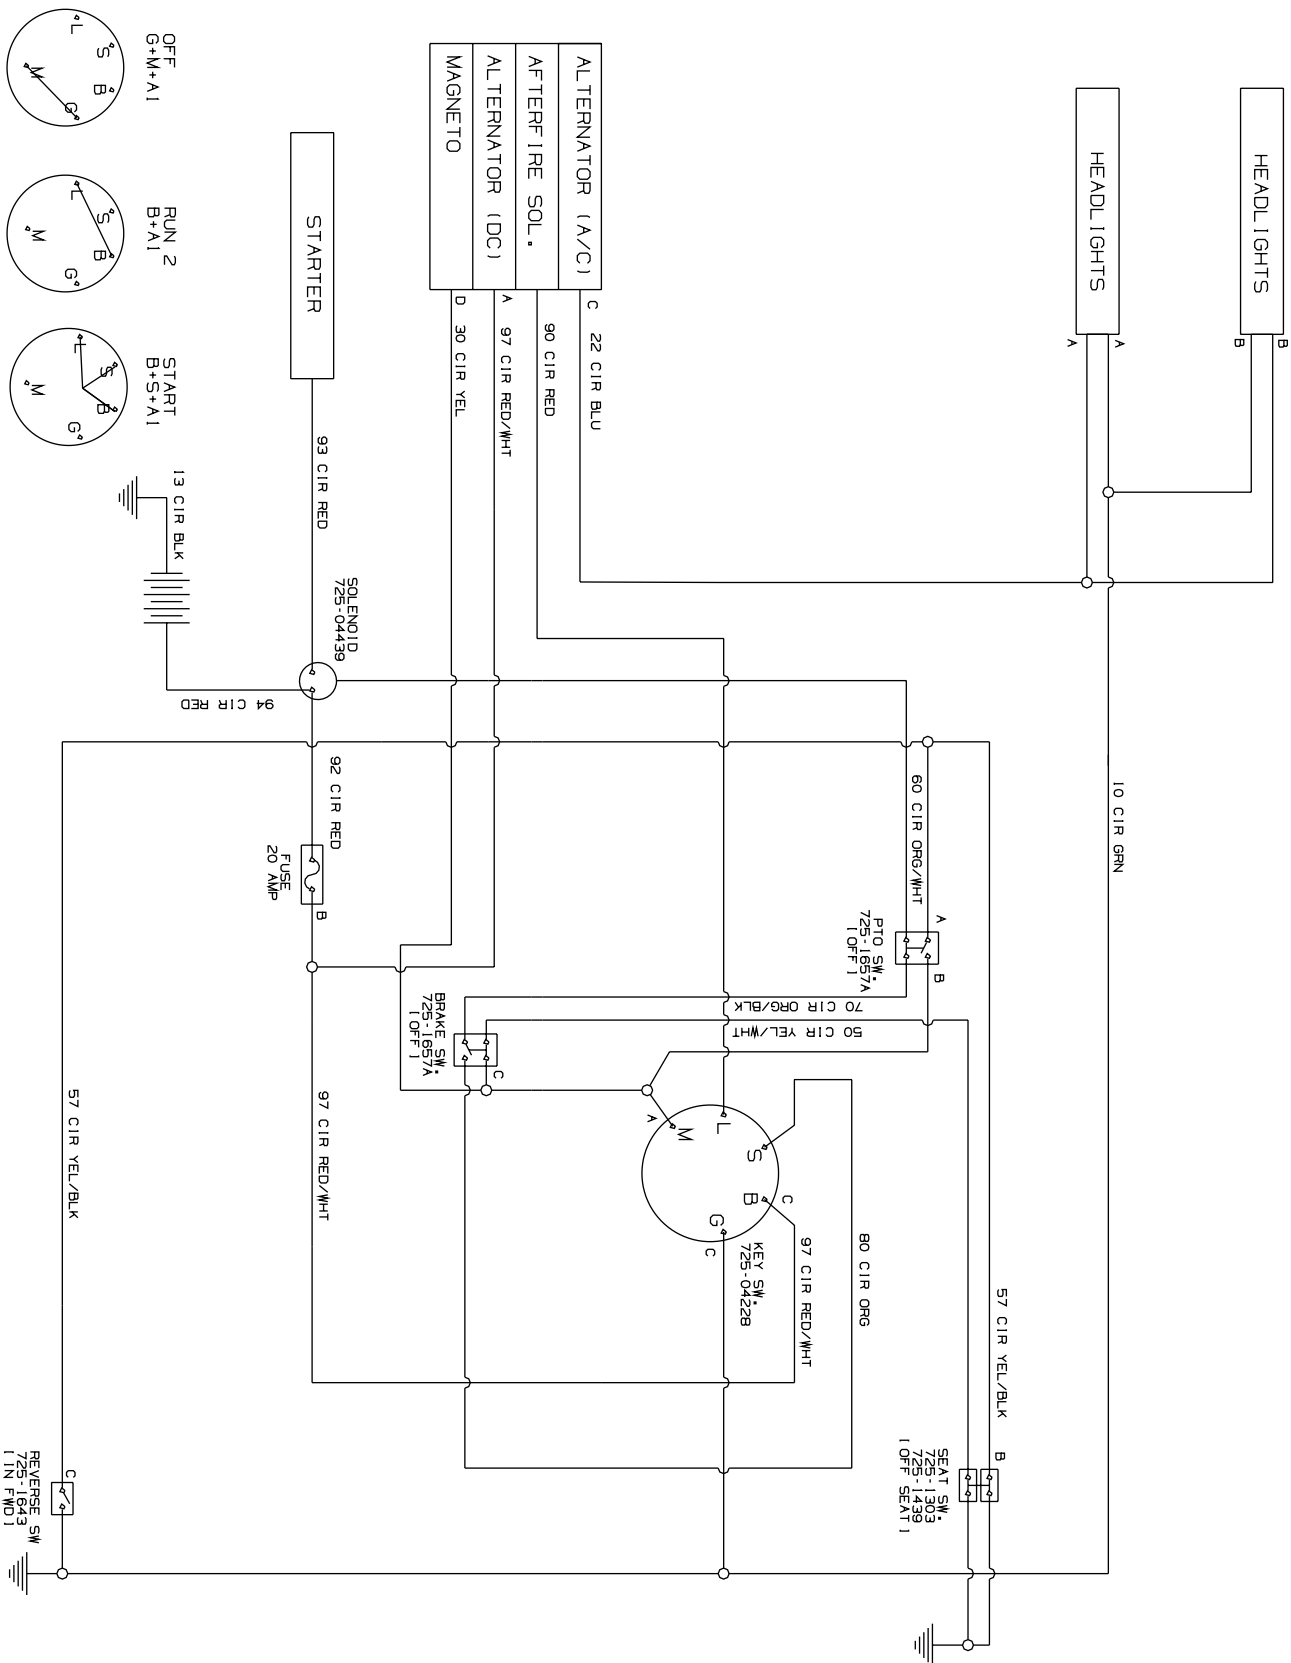 HEADLIGHTS
B
B
HEADLIGHTS
A
A
ALTERNATOR (A/C)
AFTERFIRE SOL.
ALTERNATOR (DC)
MAGNETO
C
22 CIR BLU
90 CIR RED
A
97 CIR RED/WHT
D
30 CIR YEL
STARTER
93 CIR RED
SOLENOID
725-04439
94 CIR RED
13 CIR BLK
92 CIR RED
FUSE
20 AMP
B
97 CIR RED/WHT
10 CIR GRN
60 CIR ORG/WHT
A
B
PTO SW.
725-1657A
[OFF]
70 CIR ORG/BLK
50 CIR YEL/WHT
BRAKE SW.
725-1657A
[OFF]
C
A
M
L
S
B
G
C
C
KEY SW.
725-04228
97 CIR RED/WHT
80 CIR ORG
57 CIR YEL/BLK
B
SEAT SW.
725-1303
725-1439
[OFF SEAT]
57 CIR YEL/BLK
C
REVERSE SW
725-1643
[IN FWD]
OFF
G+M+A1
L
S
B
M
G
RUN 2
B+A1
L
S
B
M
G
START
B+S+A1
L
S
B
M
G